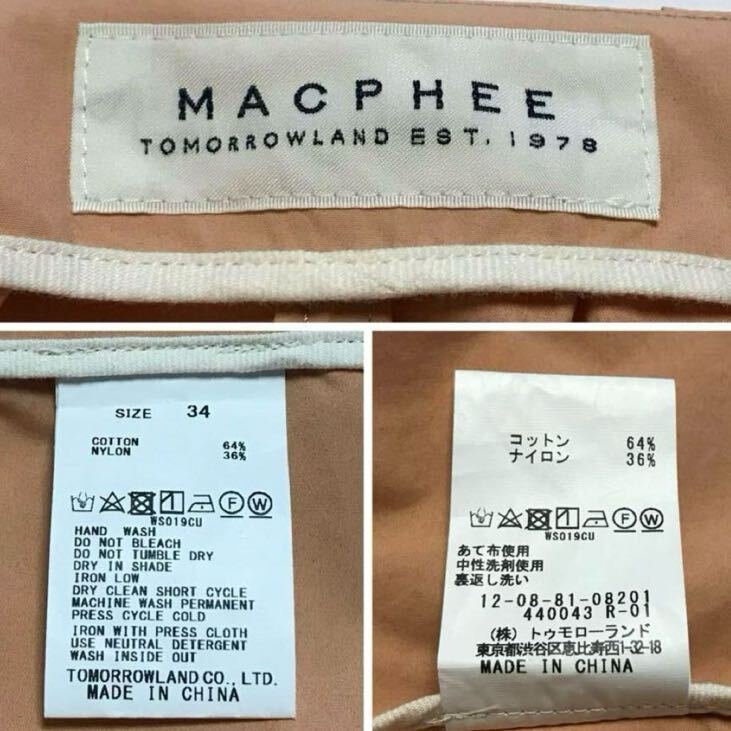 MACPHEE
TOMORROWLAND EST. 1978
SIZE 34
COTTON 64%
NYLON 36%
F W
WS019CU
HAND WASH
DO NOT BLEACH
DO NOT TUMBLE DRY
DRY IN SHADE
IRON LOW
DRY CLEAN SHORT CYCLE
MACHINE WASH PERMANENT
PRESS CYCLE COLD
IRON WITH PRESS CLOTH
USE NEUTRAL DETERGENT
WASH INSIDE OUT
TOMORROWLAND CO., LTD.
MADE IN CHINA
コットン 64%
ナイロン 36%
F W
WS019CU
あて布使用
中性洗剤使用
裏返し洗い
12-08-81-08201
440043 R-01
(株) トゥモローランド
東京都渋谷区恵比寿西1-32-18
MADE IN CHINA